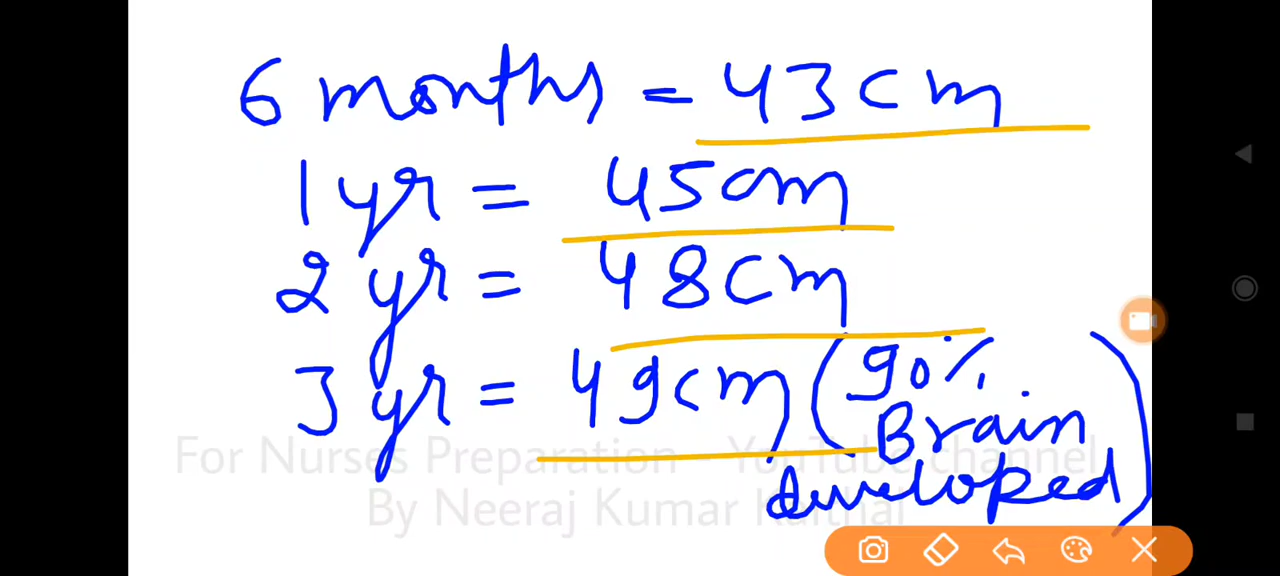 6 months = 43cm
1 yr = 45cm
2 yr = 48cm
3 yr = 49cm (90%
Brain
developed)
For Nurses Preparation - YouTube channel
By Neeraj Kumar Kaithal